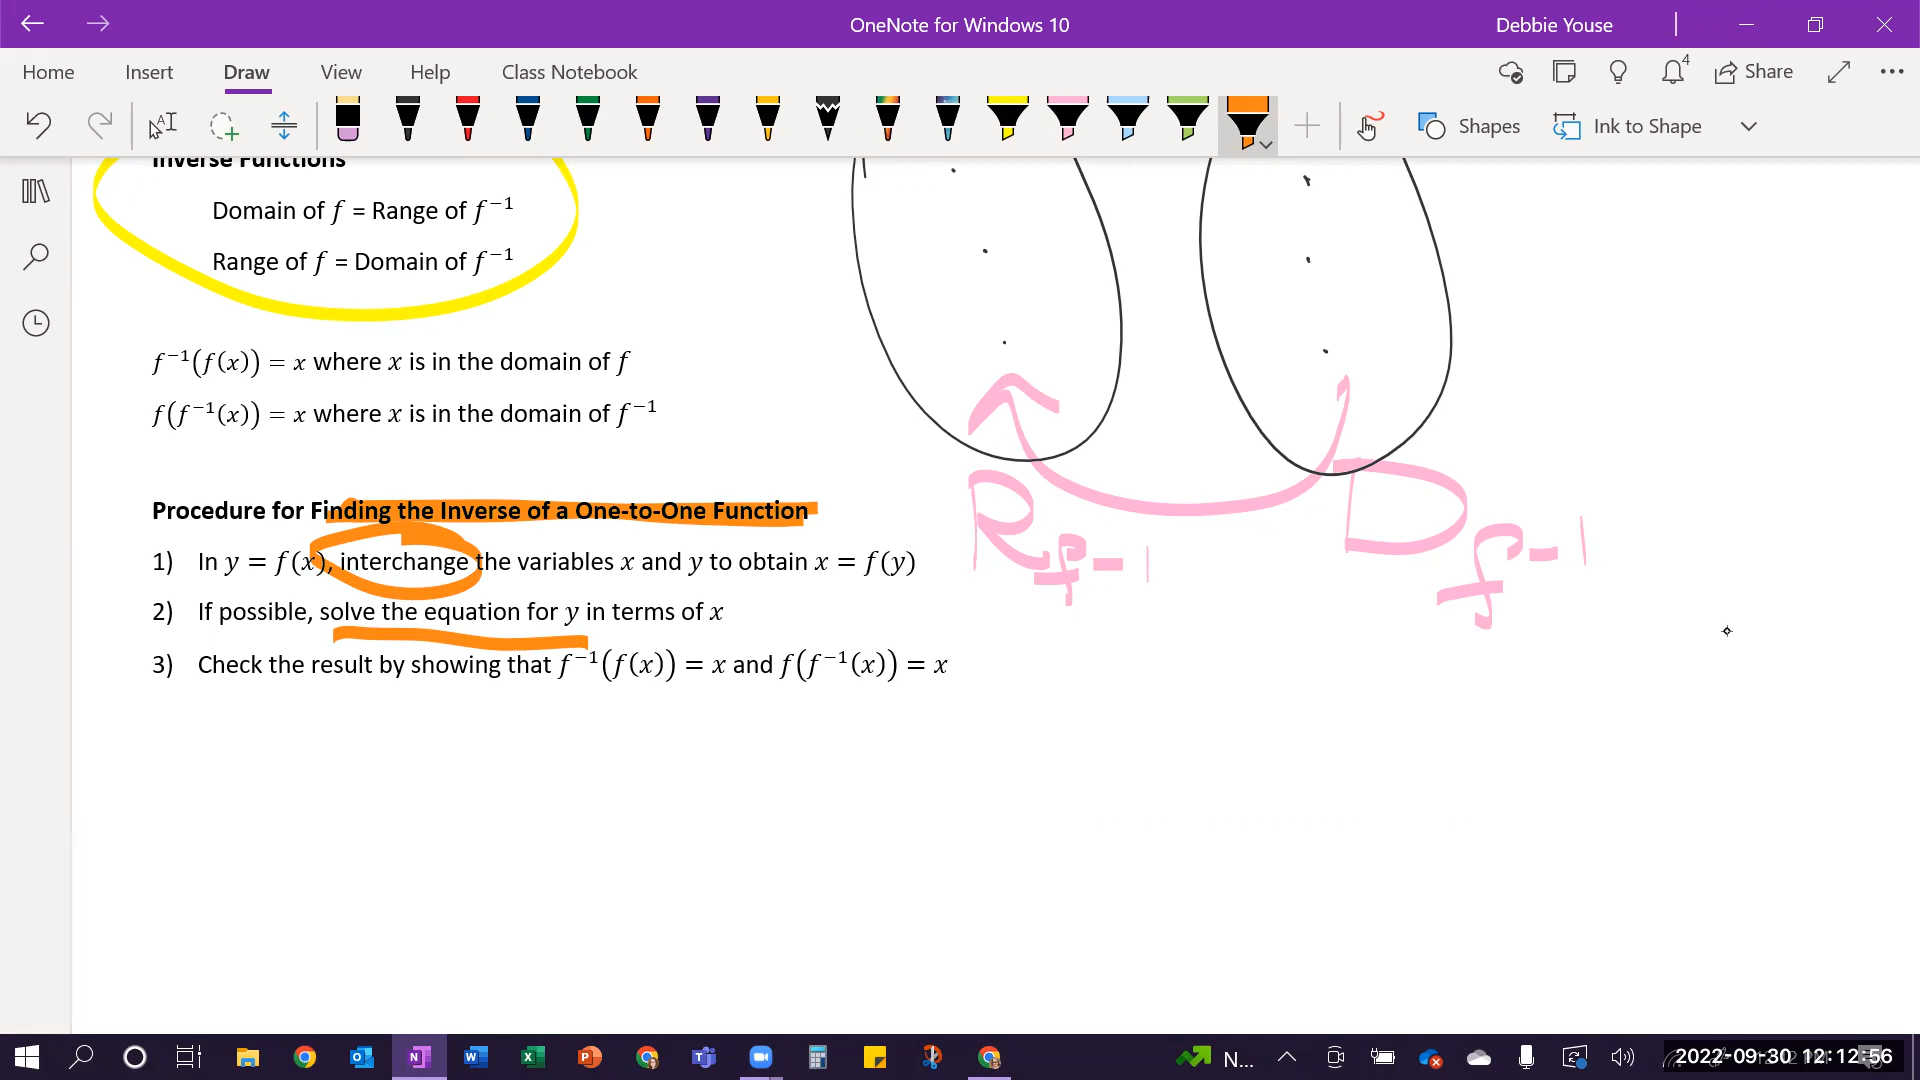 OneNote for Windows 10
Debbie Youse
Home Insert Draw View Help Class Notebook
4
Share
Shapes
Ink to Shape
Inverse Functions
Domain of f = Range of f⁻¹
Range of f = Domain of f⁻¹
f⁻¹(f(x)) = x where x is in the domain of f
f(f⁻¹(x)) = x where x is in the domain of f⁻¹
R f-1
D f-1
Procedure for Finding the Inverse of a One-to-One Function
1) In y = f(x), interchange the variables x and y to obtain x = f(y)
2) If possible, solve the equation for y in terms of x
3) Check the result by showing that f⁻¹(f(x)) = x and f(f⁻¹(x)) = x
N...
2022-09-30 12:12:56